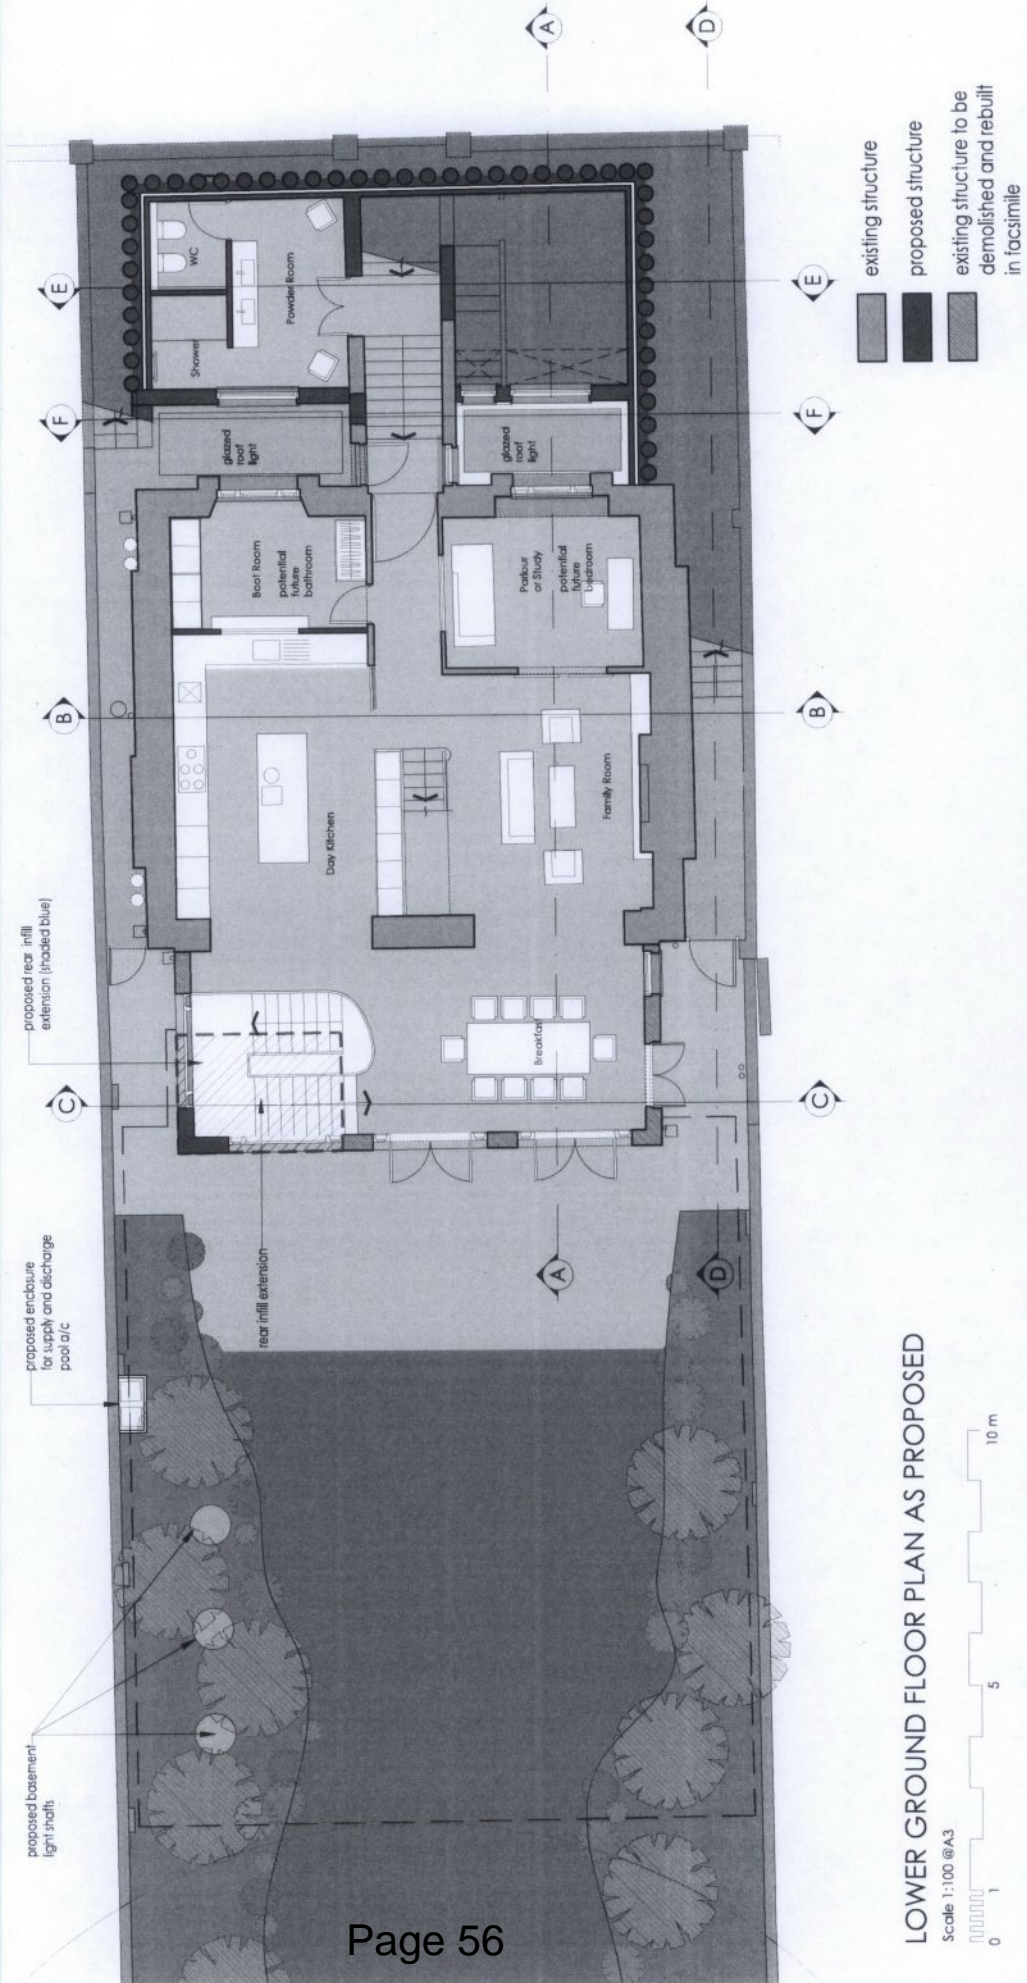 proposed basement
light shafts
proposed enclosure
for supply and discharge
pool a/c
proposed rear infill
extension (shaded blue)
rear infill extension
C
B
F
E
Day Kitchen
Boot Room
potential
future
bathroom
glazed
roof
light
Shower
WC
Powder Room
Breakfast
Family Room
Parlour
or Study
potential
future
bedroom
glazed
roof
light
A
A
D
D
C
B
F
E
LOWER GROUND FLOOR PLAN AS PROPOSED
Scale 1:100 @A3
0
1
5
10 m
existing structure
proposed structure
existing structure to be
demolished and rebuilt
in facsimile
Page 56